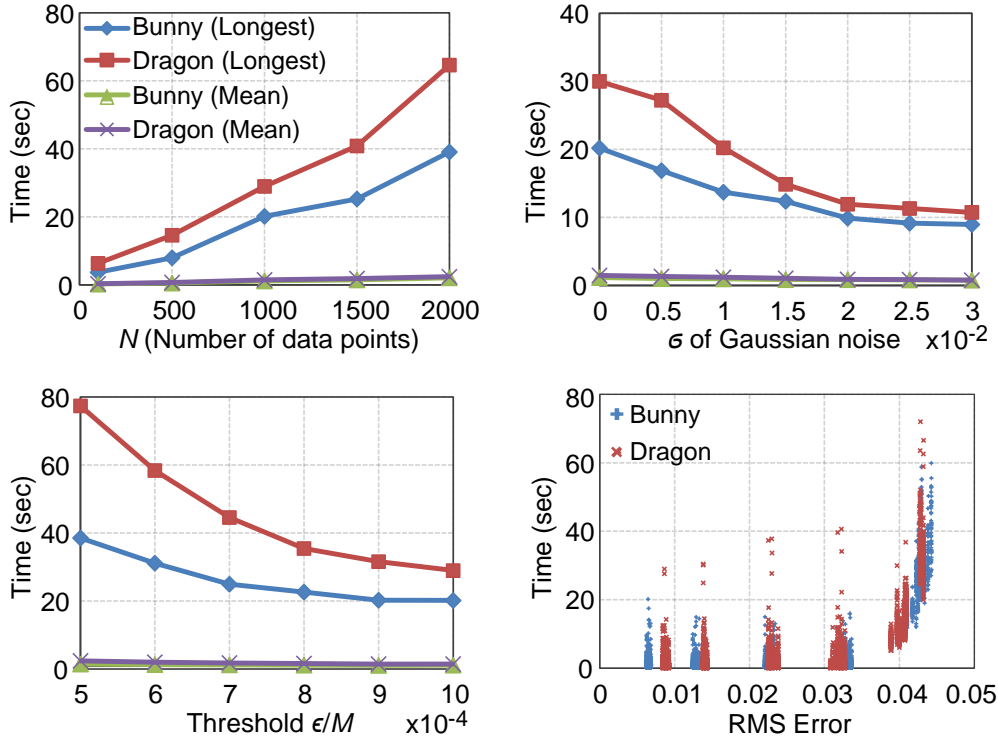 80
60
40
20
0
Time (sec)
Bunny (Longest)
Dragon (Longest)
Bunny (Mean)
Dragon (Mean)
0 500 1000 1500 2000
N (Number of data points)
40
30
20
10
0
Time (sec)
0 0.5 1 1.5 2 2.5 3
σ of Gaussian noise x10-2
80
60
40
20
0
Time (sec)
5 6 7 8 9 10
Threshold ϵ/M x10-4
80
60
40
20
0
Time (sec)
Bunny
Dragon
0 0.01 0.02 0.03 0.04 0.05
RMS Error